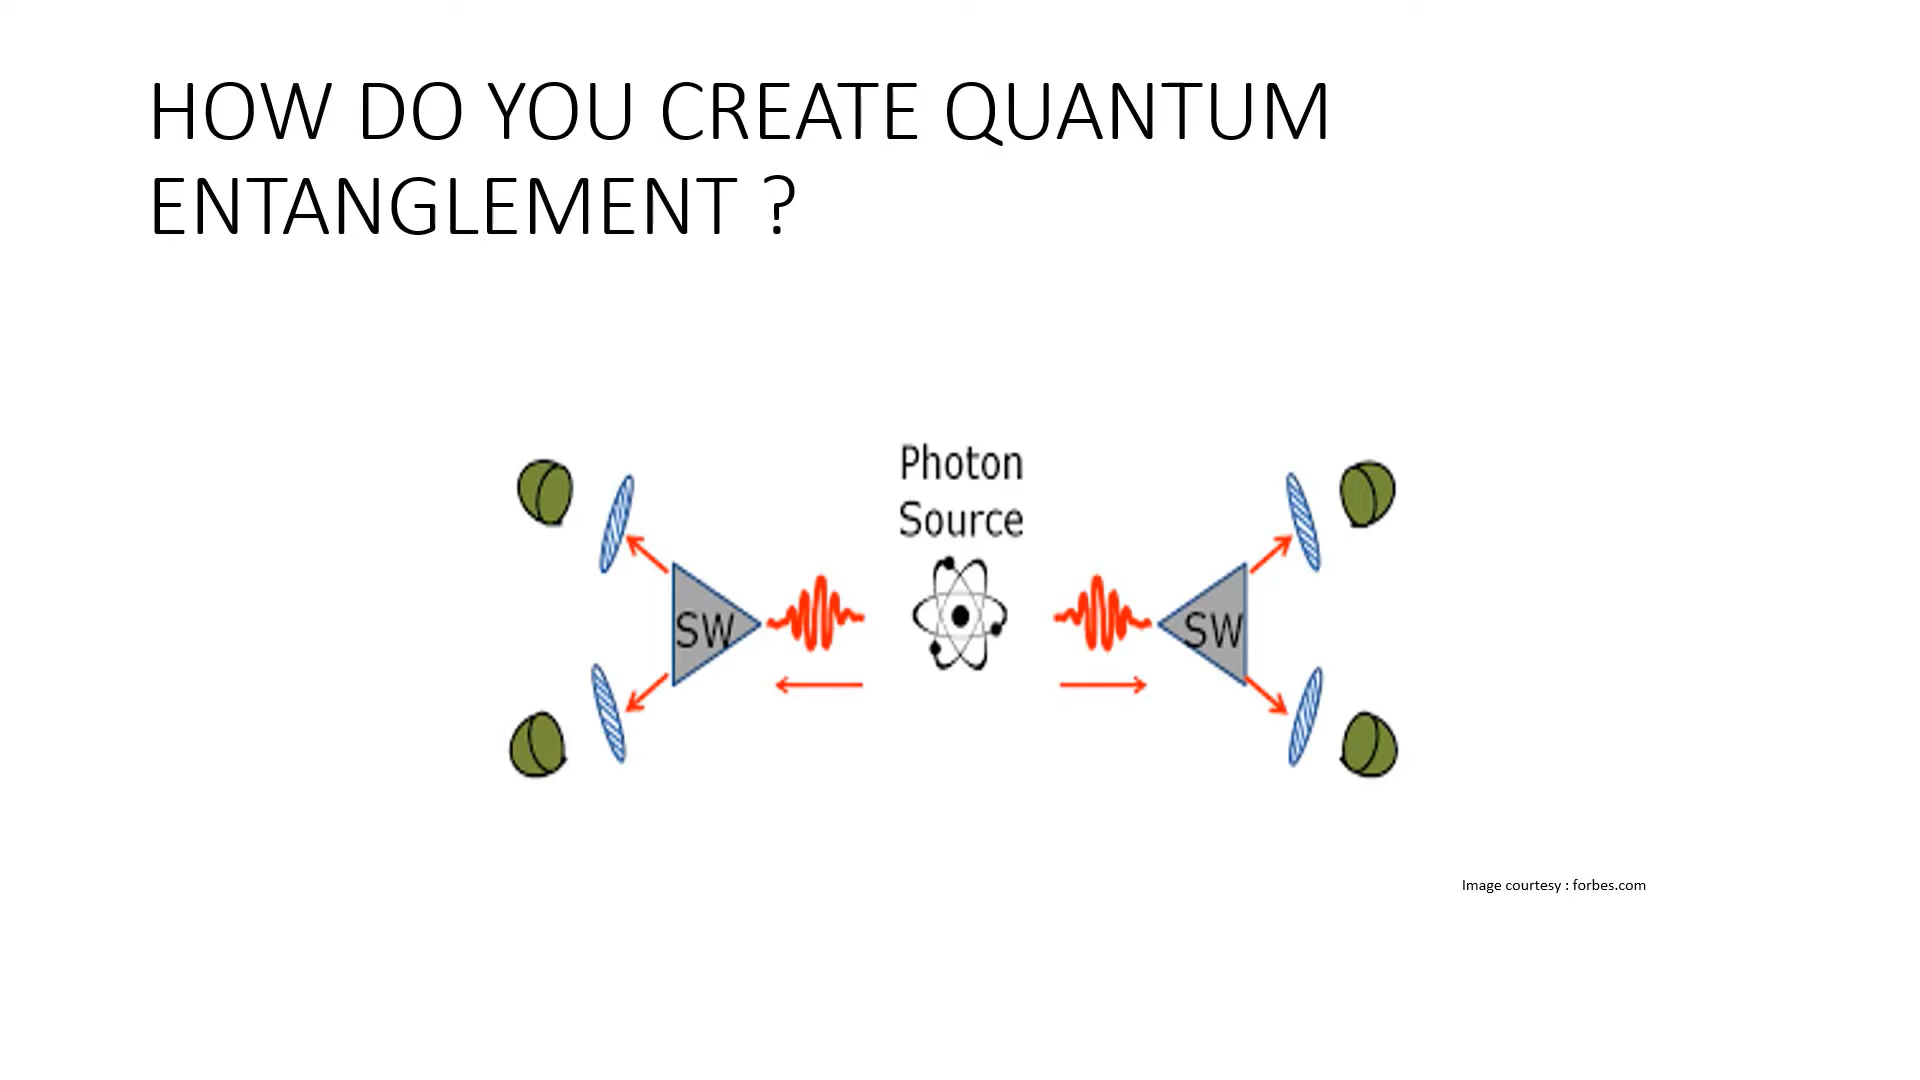 HOW DO YOU CREATE QUANTUM
ENTANGLEMENT ?
Photon
Source
SW
SW
Image courtesy : forbes.com